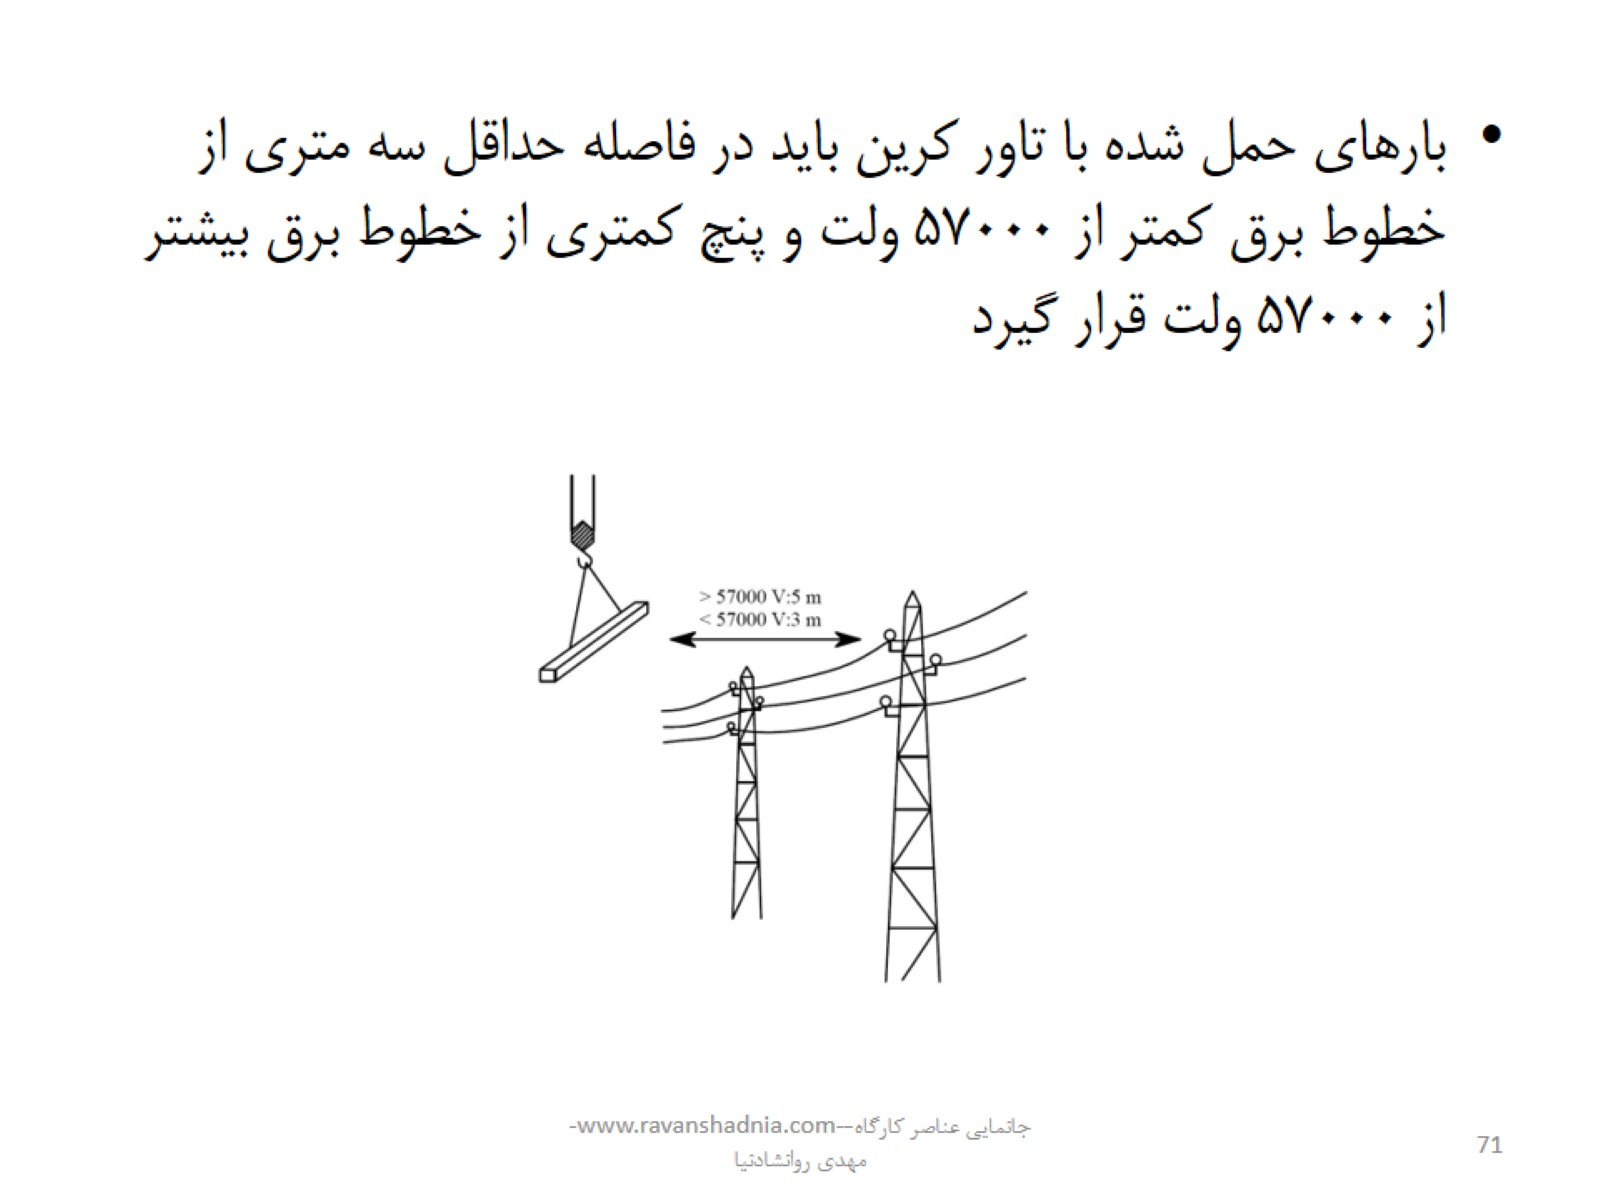 • بارهای حمل شده با تاور کرین باید در فاصله حداقل سه متری از
خطوط برق کمتر از ۵۷۰۰۰ ولت و پنچ کمتری از خطوط برق بیشتر
از ۵۷۰۰۰ ولت قرار گیرد
> 57000 V:5 m
< 57000 V:3 m
جانمایی عناصر کارگاه--www.ravanshadnia.com-
مهدی روانشادنیا
71